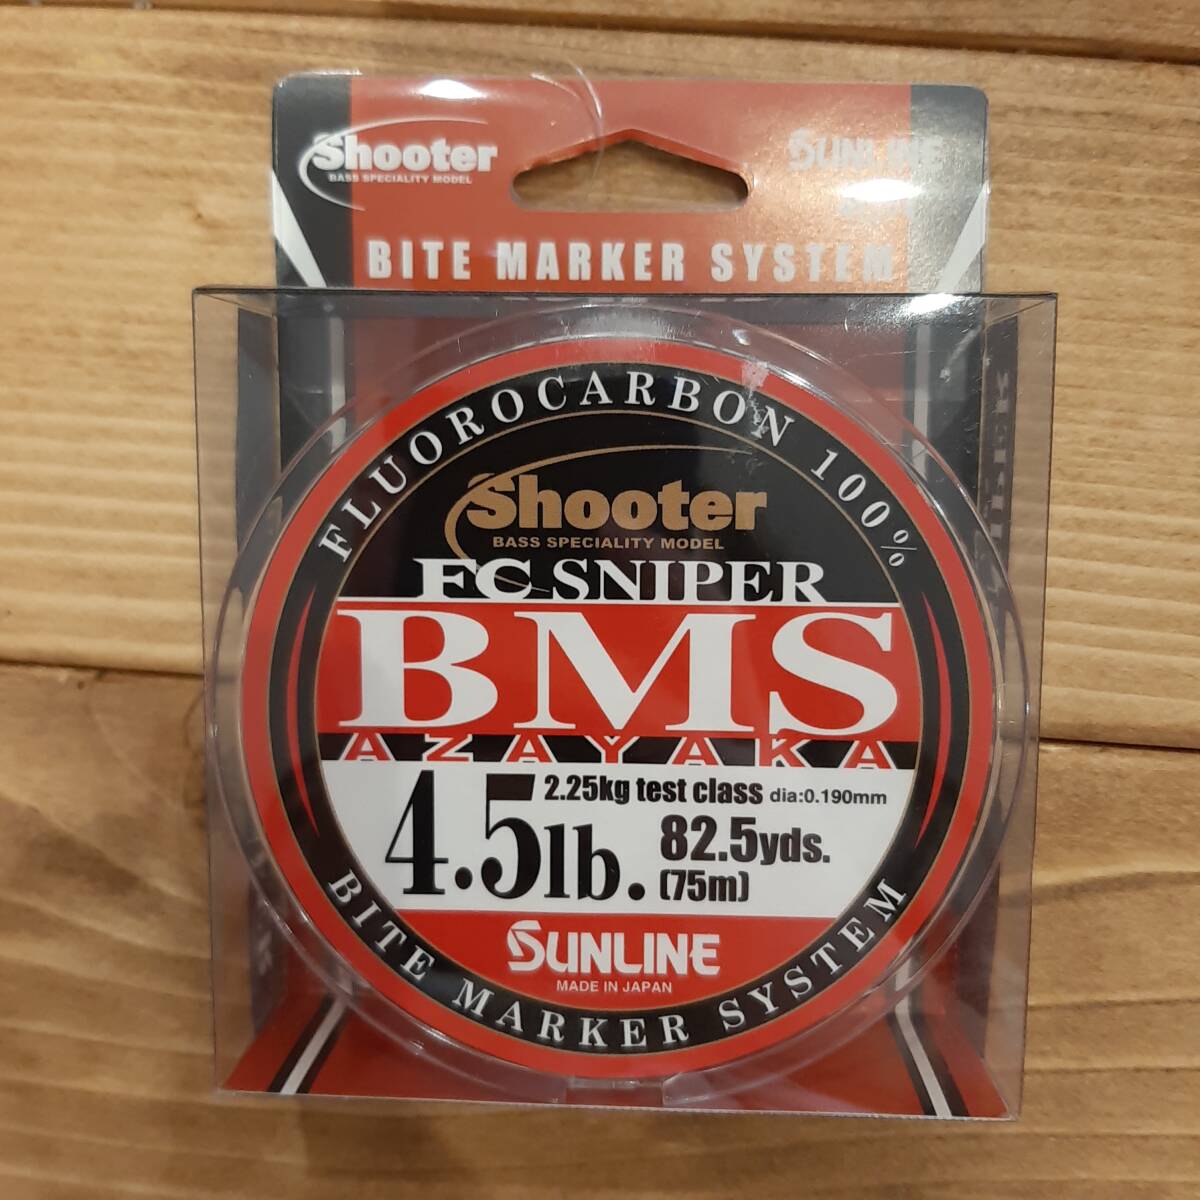 Shooter
BASS SPECIALITY MODEL
SUNLINE
BITE MARKER SYSTEM
FLUOROCARBON 100%
Shooter
BASS SPECIALITY MODEL
FC SNIPER
BMS
AZAYAKA
4.5lb.
2.25kg test class dia:0.190mm
82.5yds.
(75m)
SUNLINE
MADE IN JAPAN
BITE MARKER SYSTEM